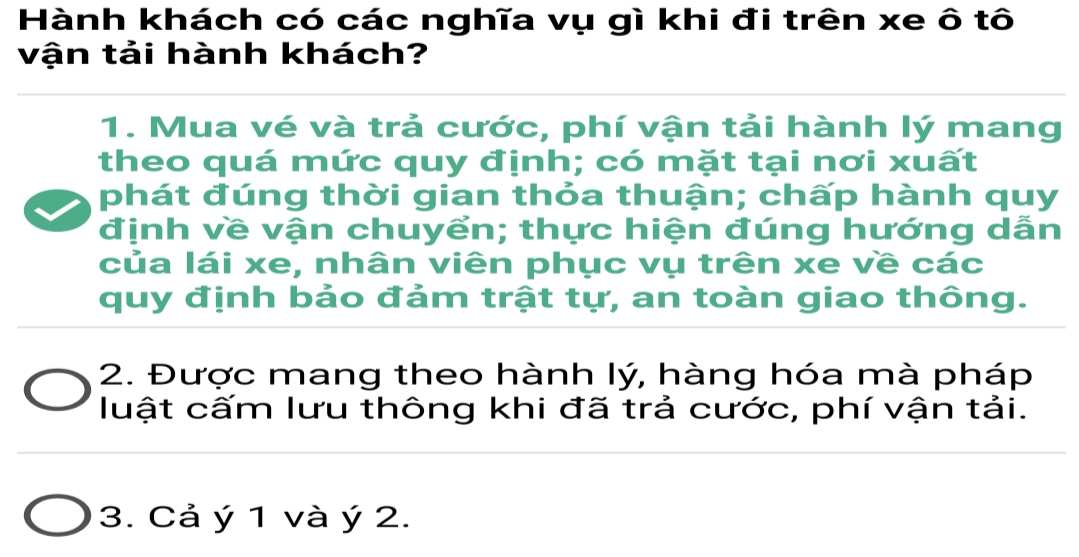 Hành khách có các nghĩa vụ gì khi đi trên xe ô tô
vận tải hành khách?
1. Mua vé và trả cước, phí vận tải hành lý mang
theo quá mức quy định; có mặt tại nơi xuất
phát đúng thời gian thỏa thuận; chấp hành quy
định về vận chuyển; thực hiện đúng hướng dẫn
của lái xe, nhân viên phục vụ trên xe về các
quy định bảo đảm trật tự, an toàn giao thông.
2. Được mang theo hành lý, hàng hóa mà pháp
luật cấm lưu thông khi đã trả cước, phí vận tải.
3. Cả ý 1 và ý 2.